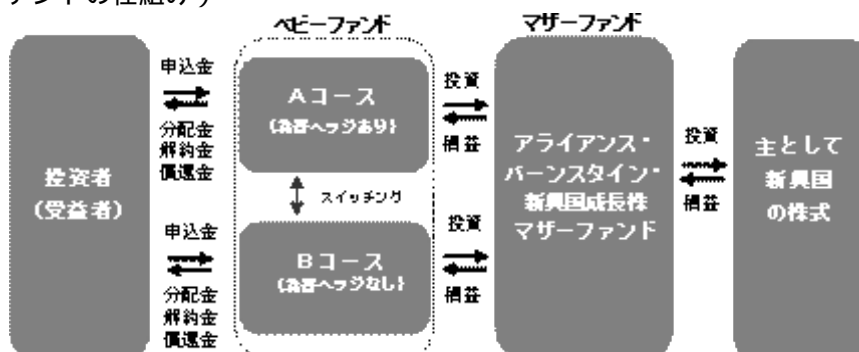 ァンドの仕組み）
ベビーファンド
マザーファンド
投資者
（受益者）
申込金
分配金
解約金
償還金
申込金
分配金
解約金
償還金
Aコース
（為替ヘッジあり）
スイッチング
Bコース
（為替ヘッジなし）
投資
損益
投資
損益
アライアンス・
バーンスタイン・
新興国成長株
マザーファンド
投資
損益
主として
新興国
の株式